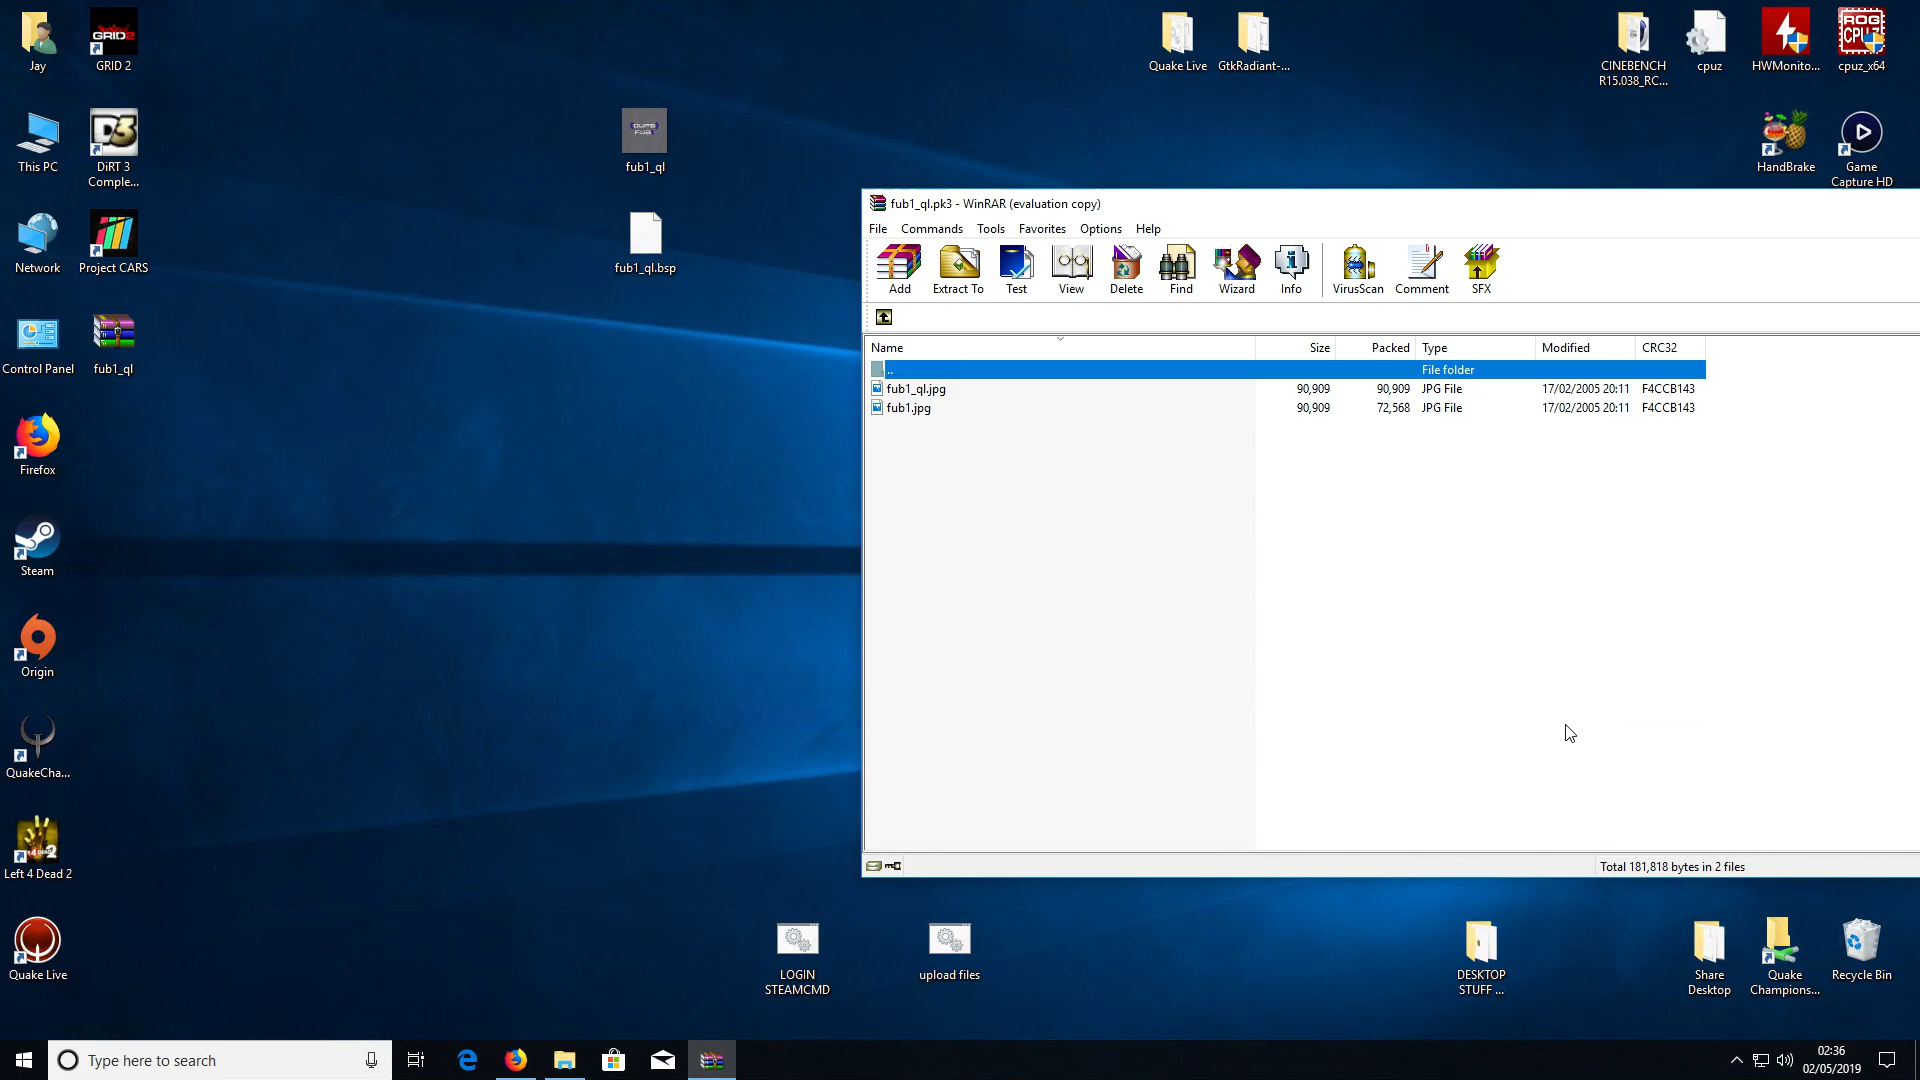 Jay
GRID 2
Quake Live
GtkRadiant-...
CINEBENCH
R15.038_RC...
cpuz
HWMonito...
cpuz_x64
GRID2
ROG
CPUZ
This PC
DiRT 3
Comple...
D3
fub1_ql
HandBrake
Game
Capture HD
Network
Project CARS
fub1_ql.bsp
Control Panel
fub1_ql
Firefox
Steam
Origin
QuakeCha...
Left 4 Dead 2
Quake Live
fub1_ql.pk3 - WinRAR (evaluation copy)
File Commands Tools Favorites Options Help
Add Extract To Test View Delete Find Wizard Info VirusScan Comment SFX
Name Size Packed Type Modified CRC32
.. File folder
fub1_ql.jpg 90,909 90,909 JPG File 17/02/2005 20:11 F4CCB143
fub1.jpg 90,909 72,568 JPG File 17/02/2005 20:11 F4CCB143
Total 181,818 bytes in 2 files
LOGIN
STEAMCMD
upload files
DESKTOP
STUFF ...
Share
Desktop
Quake
Champions...
Recycle Bin
Type here to search
02:36
02/05/2019